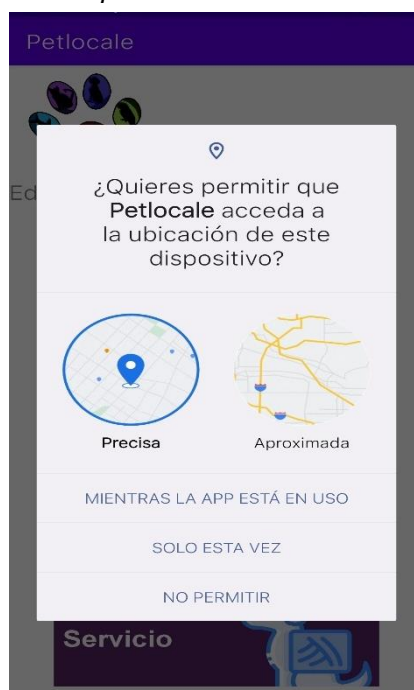 Petlocale
Ed
¿Quieres permitir que
Petlocale acceda a
la ubicación de este
dispositivo?
Precisa
Aproximada
MIENTRAS LA APP ESTÁ EN USO
SOLO ESTA VEZ
NO PERMITIR
Servicio